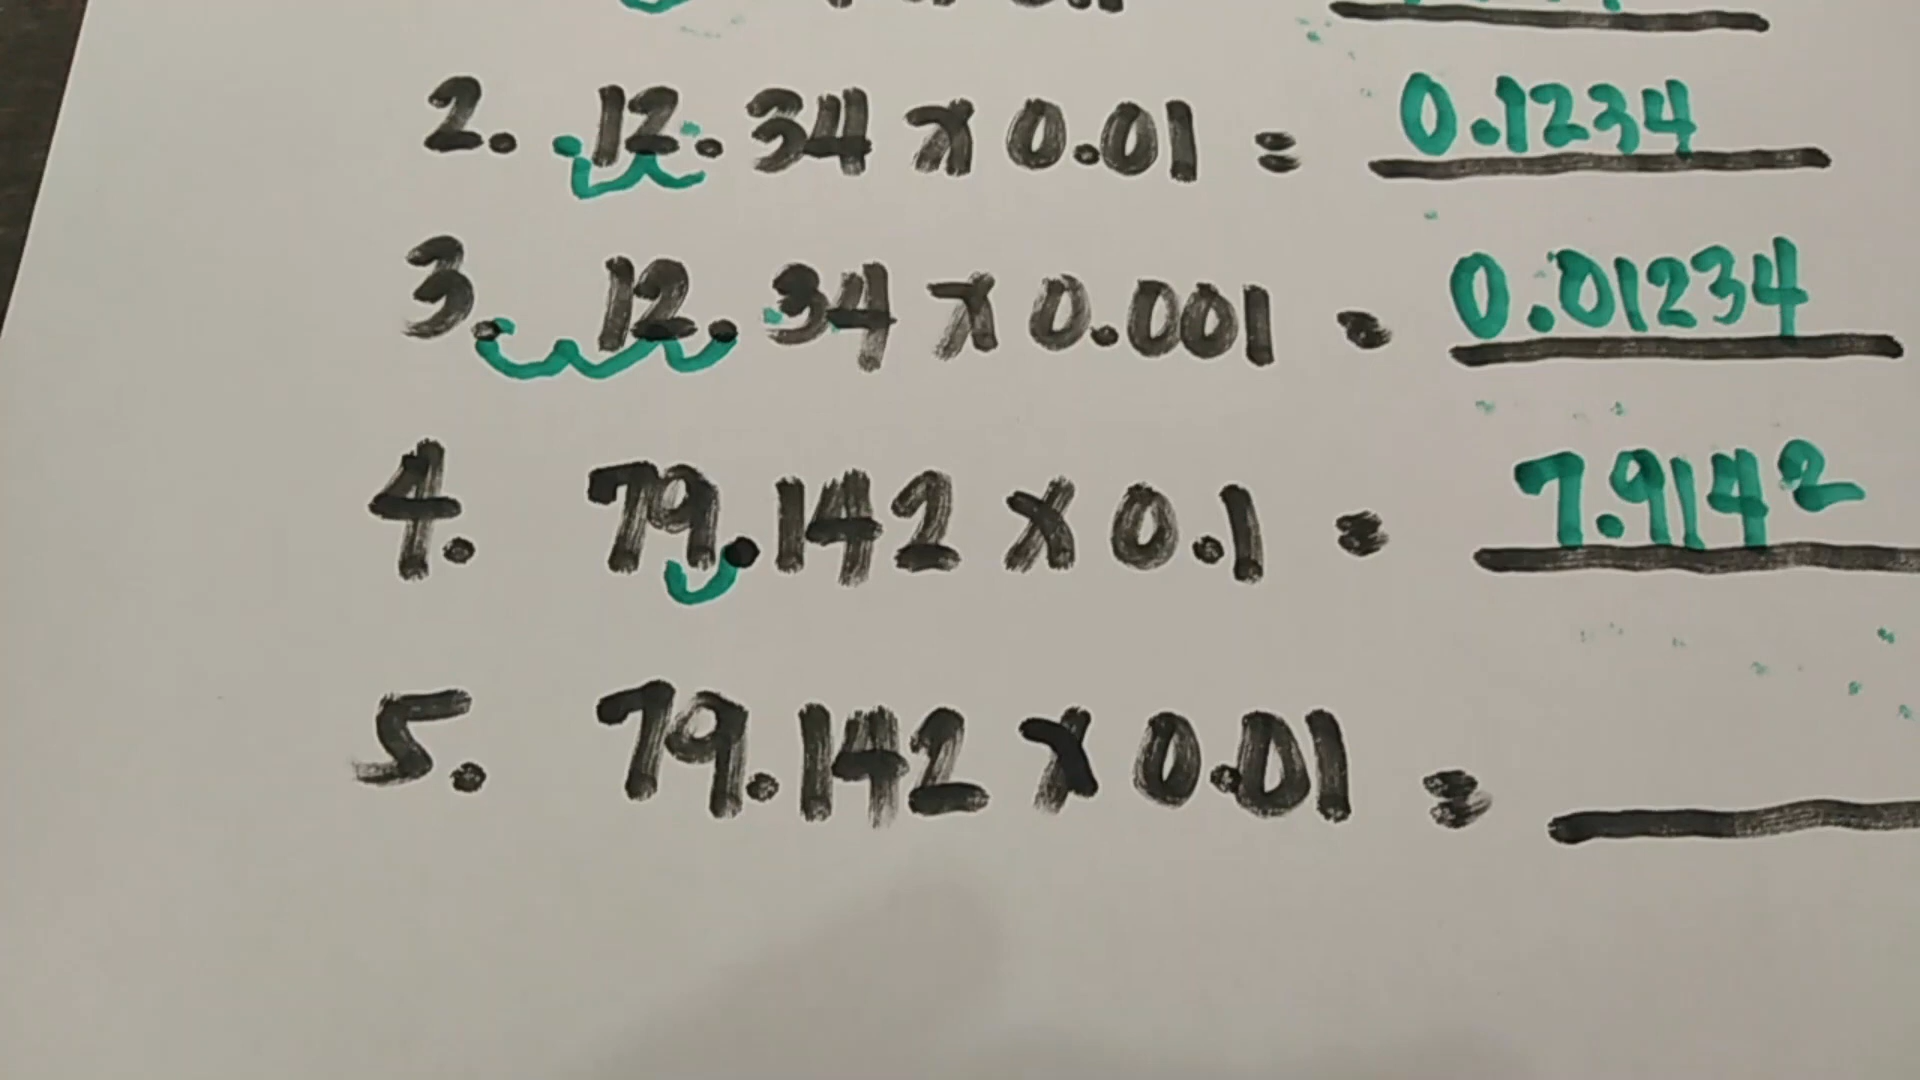 2. 12.34 x 0.01 = 0.1234
3. 12.34 x 0.001 = 0.01234
4. 79.142 x 0.1 = 7.9142
5. 79.142 x 0.01 =